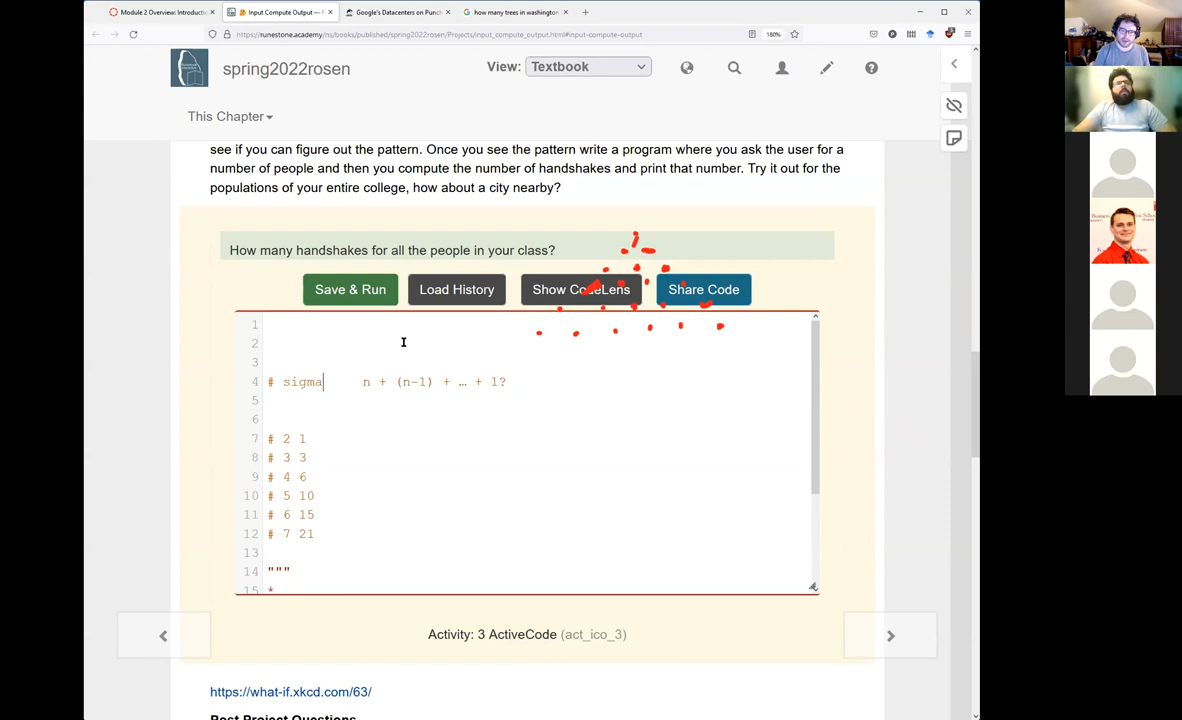 Module 2 Overview: Introducti
Input Compute Output — 
Google's Datacenters on Punch
how many trees in washington
https://runestone.academy/ns/books/published/spring2022rosen/Projects/input_compute_output.html#input-compute-output
180%
spring2022rosen
View:
Textbook
This Chapter
see if you can figure out the pattern. Once you see the pattern write a program where you ask the user for a
number of people and then you compute the number of handshakes and print that number. Try it out for the
populations of your entire college, how about a city nearby?
How many handshakes for all the people in your class?
Save & Run
Load History
Show CodeLens
Share Code
1
2
3
4 # sigma n + (n-1) + … + 1?
5
6
7 # 2 1
8 # 3 3
9 # 4 6
10 # 5 10
11 # 6 15
12 # 7 21
13
14 """
15 *
Activity: 3 ActiveCode (act_ico_3)
https://what-if.xkcd.com/63/
Post Project Questions